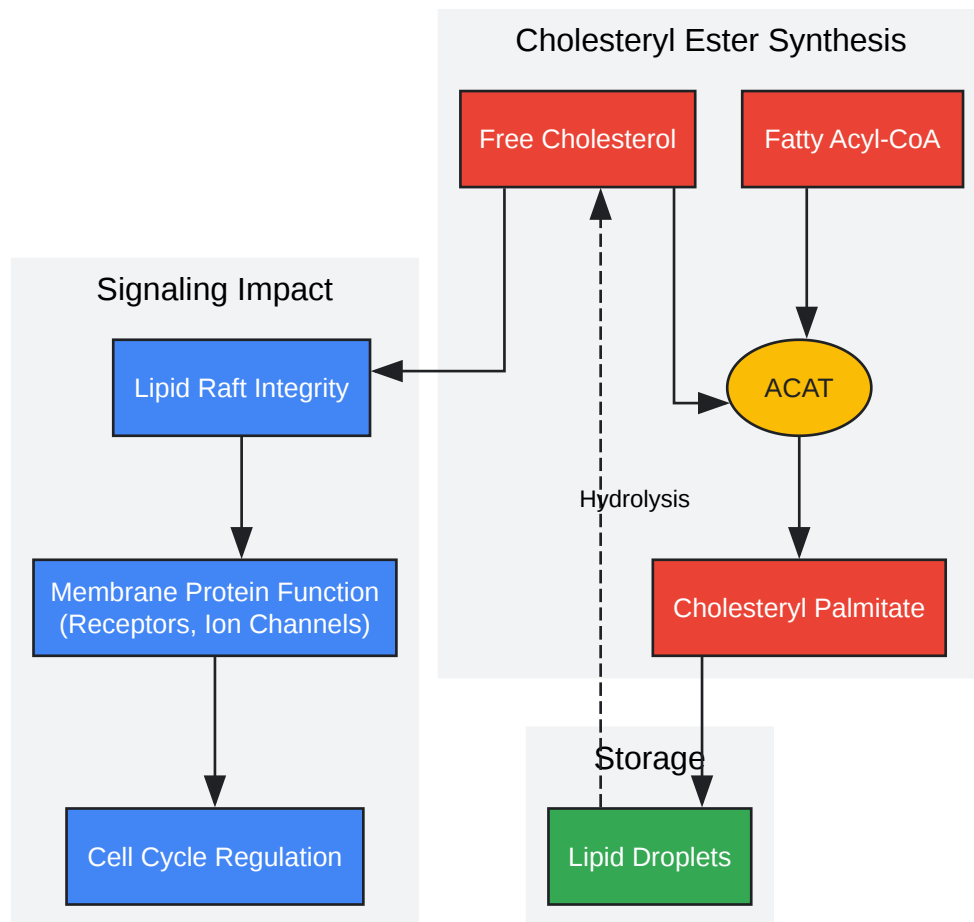 Cholesteryl Ester Synthesis
Free Cholesterol
Fatty Acyl-CoA
Signaling Impact
Lipid Raft Integrity
ACAT
Hydrolysis
Membrane Protein Function
(Receptors, Ion Channels)
Cholesteryl Palmitate
Storage
Cell Cycle Regulation
Lipid Droplets